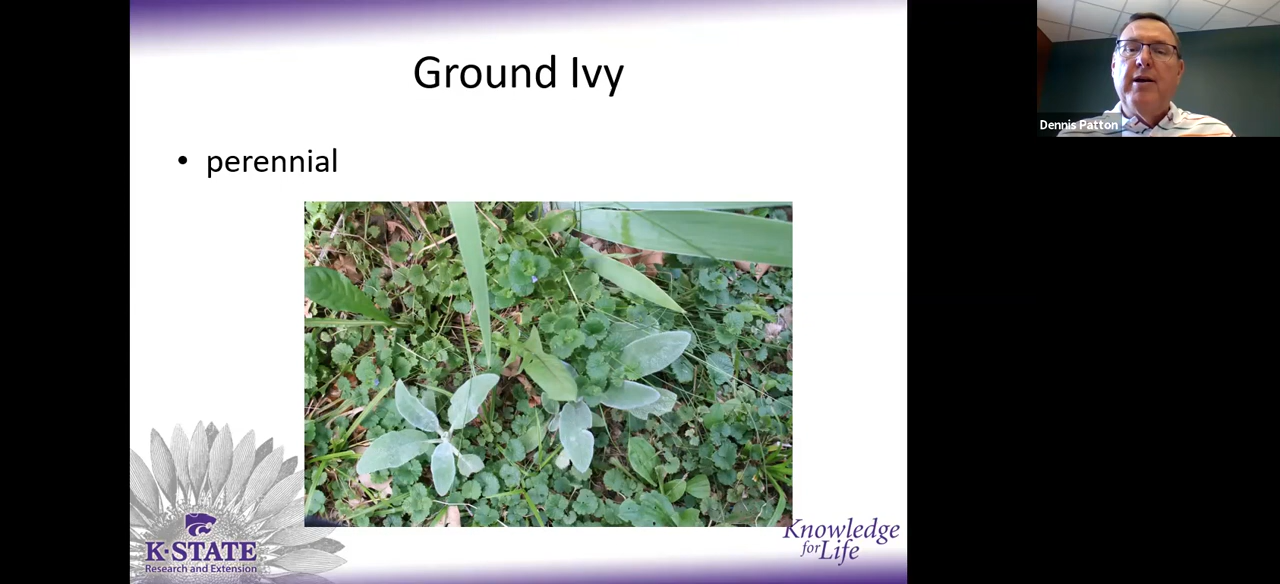 Ground Ivy
• perennial
K-STATE
Research and Extension
Knowledge
for Life
Dennis Patton